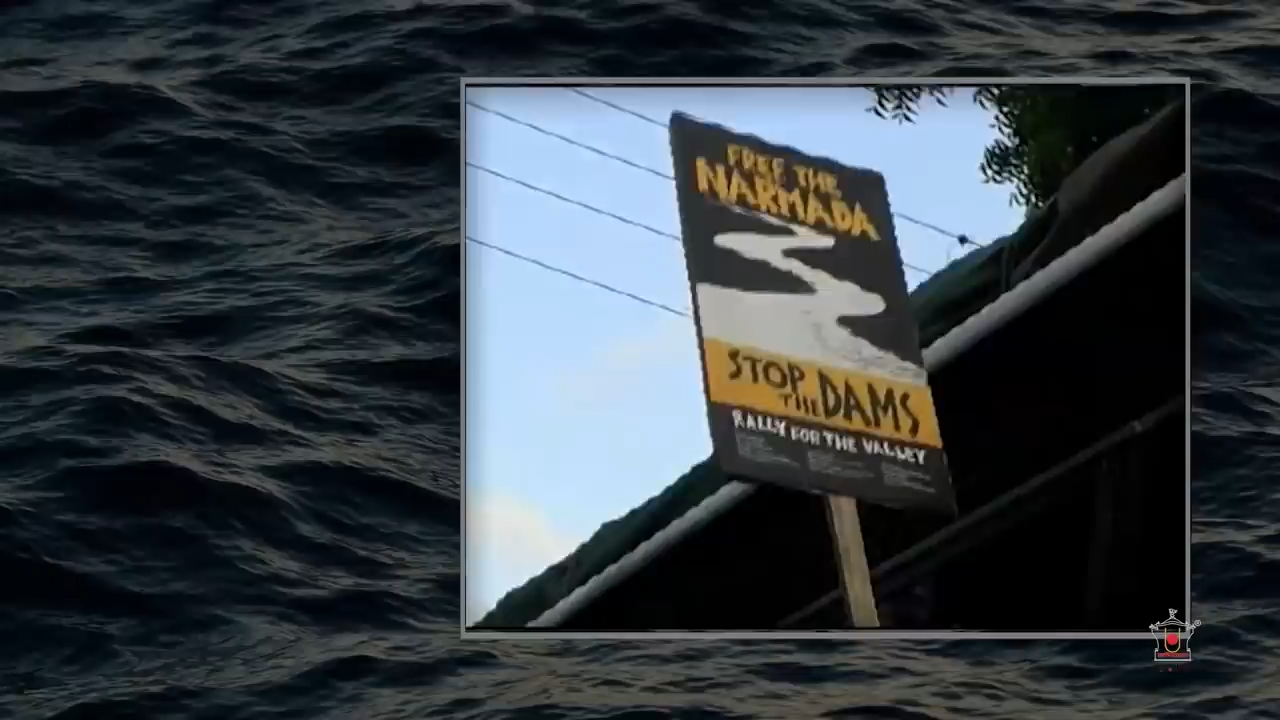 FREE THE
NARMADA
STOP
THE DAMS
RALLY FOR THE VALLEY